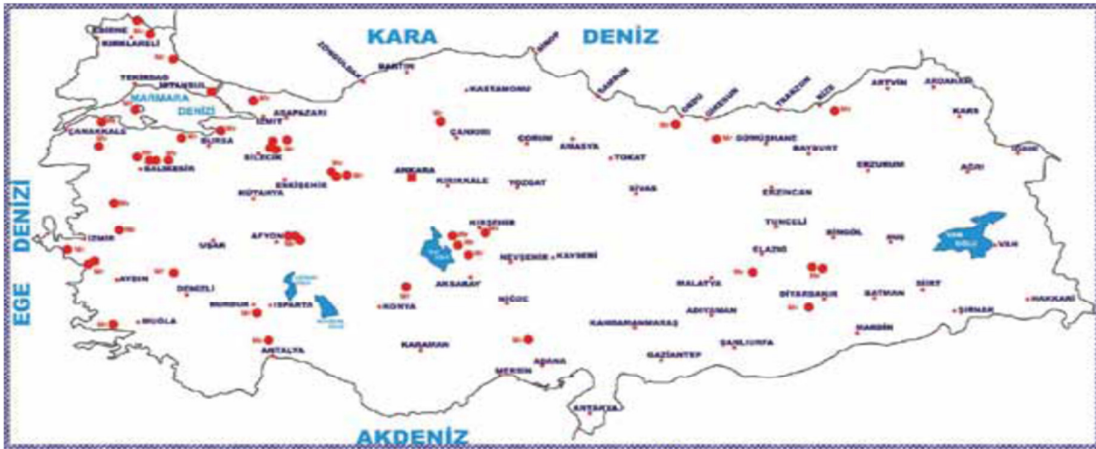 KARA DENİZ
EDİRNE
KIRKLARELİ
TEKİRDAĞ
İSTANBUL
MARMARA
DENİZİ
ZONGULDAK
BARTIN
SİNOP
KASTAMONU
SAMSUN
ORDU
GİRESUN
TRABZON
RİZE
ARTVİN
ARDAHAN
KARS
ÇANAKKALE
İZMİT
ADAPAZARI
BURSA
BİLECİK
ÇANKIRI
ÇORUM
AMASYA
TOKAT
GÜMÜŞHANE
BAYBURT
ERZURUM
AĞRI
BALIKESİR
ESKİŞEHİR
KÜTAHYA
ANKARA
KIRIKKALE
YOZGAT
SİVAS
ERZİNCAN
EGE DENİZİ
İZMİR
UŞAK
AFYON
KIRŞEHİR
NEVŞEHİR
KAYSERİ
TUNCELİ
BİNGÖL
MUŞ
VAN
GÖLÜ
VAN
ELAZIĞ
AYDIN
DENİZLİ
BURDUR
ISPARTA
KONYA
AKSARAY
NİĞDE
MALATYA
DİYARBAKIR
BATMAN
SİİRT
HAKKARİ
ŞIRNAK
MUĞLA
ADIYAMAN
KAHRAMANMARAŞ
MARDİN
ANTALYA
KARAMAN
ŞANLIURFA
GAZİANTEP
ADANA
MERSİN
ANTAKYA
AKDENİZ